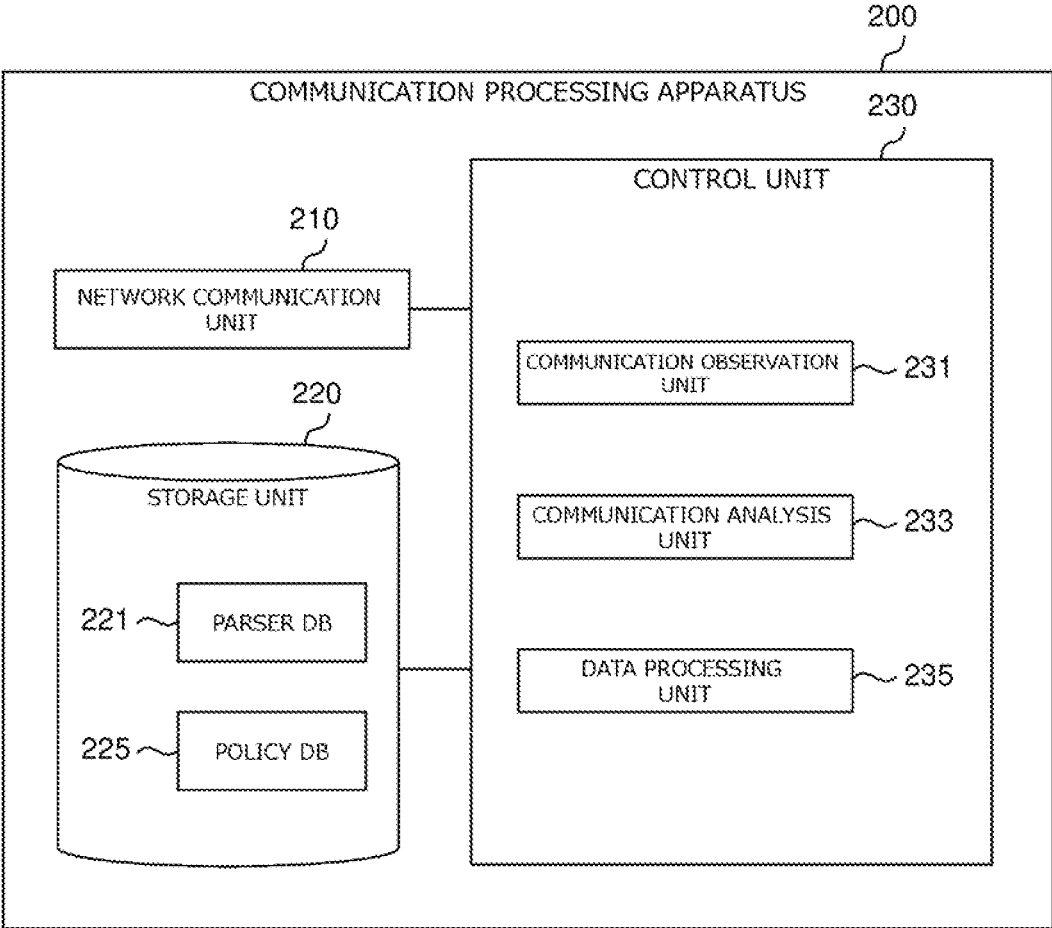 200
COMMUNICATION PROCESSING APPARATUS
230
CONTROL UNIT
210
NETWORK COMMUNICATION
UNIT
COMMUNICATION OBSERVATION
UNIT
231
220
STORAGE UNIT
COMMUNICATION ANALYSIS
UNIT
233
221
PARSER DB
DATA PROCESSING
UNIT
235
225
POLICY DB